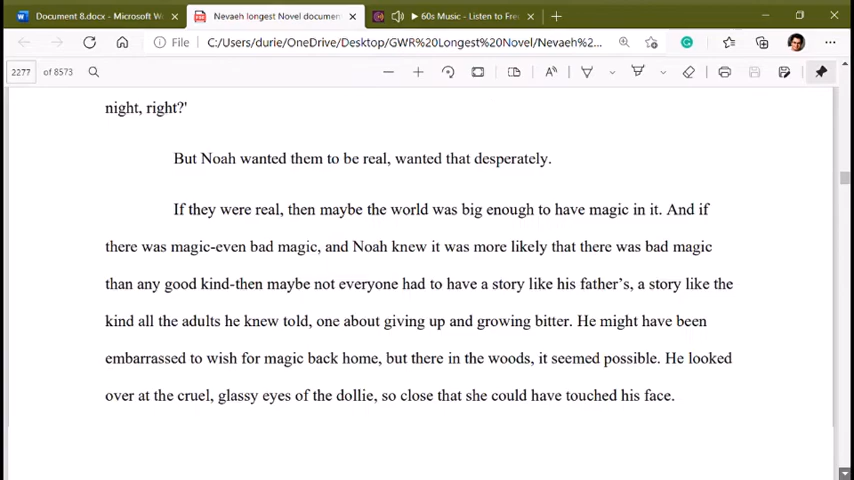 Document 8.docx - Microsoft W
Nevaeh longest Novel documen
60s Music - Listen to Fre
File
C:/Users/durie/OneDrive/Desktop/GWR%20Longest%20Novel/Nevaeh%2...
2277 of 8573
night, right?'
But Noah wanted them to be real, wanted that desperately.
If they were real, then maybe the world was big enough to have magic in it. And if
there was magic-even bad magic, and Noah knew it was more likely that there was bad magic
than any good kind-then maybe not everyone had to have a story like his father's, a story like the
kind all the adults he knew told, one about giving up and growing bitter. He might have been
embarrassed to wish for magic back home, but there in the woods, it seemed possible. He looked
over at the cruel, glassy eyes of the dollie, so close that she could have touched his face.